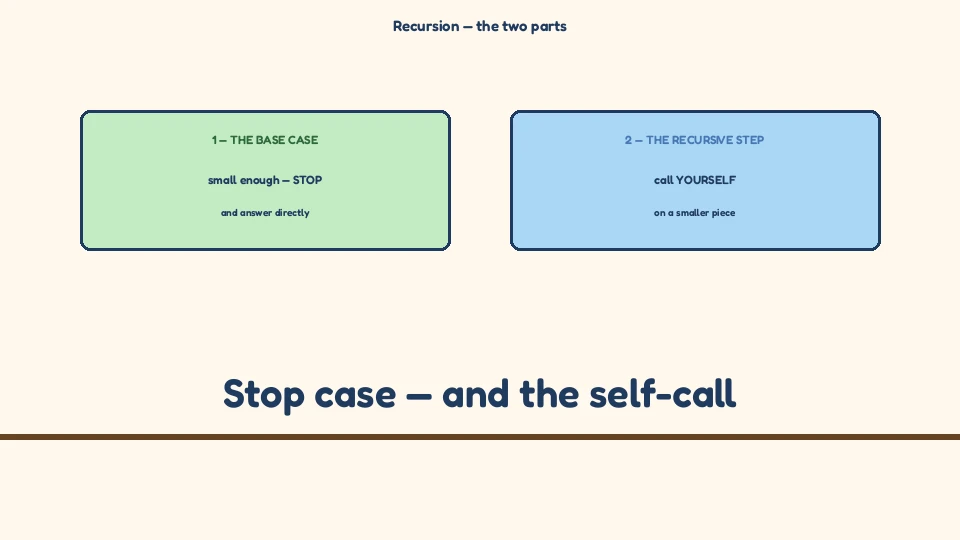 Recursion — the two parts
1 — THE BASE CASE
small enough — STOP
and answer directly
2 — THE RECURSIVE STEP
call YOURSELF
on a smaller piece
Stop case — and the self-call